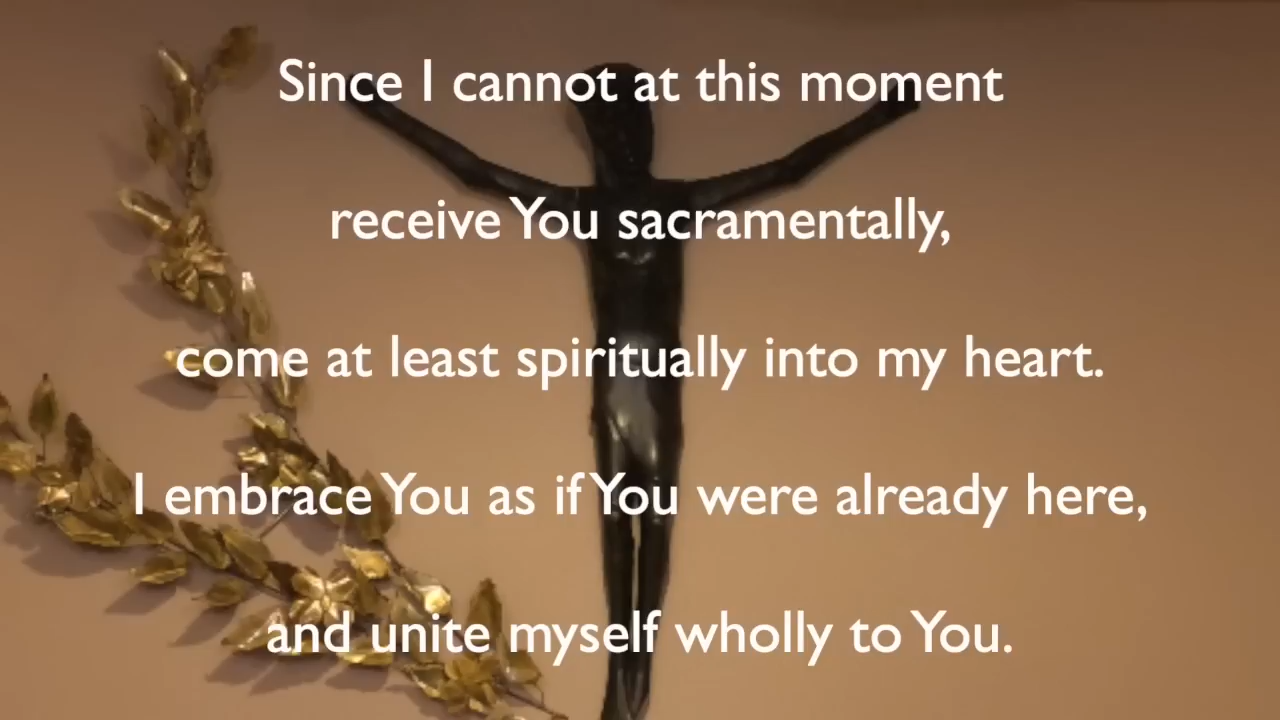 Since I cannot at this moment
receive You sacramentally,
come at least spiritually into my heart.
I embrace You as if You were already here,
and unite myself wholly to You.